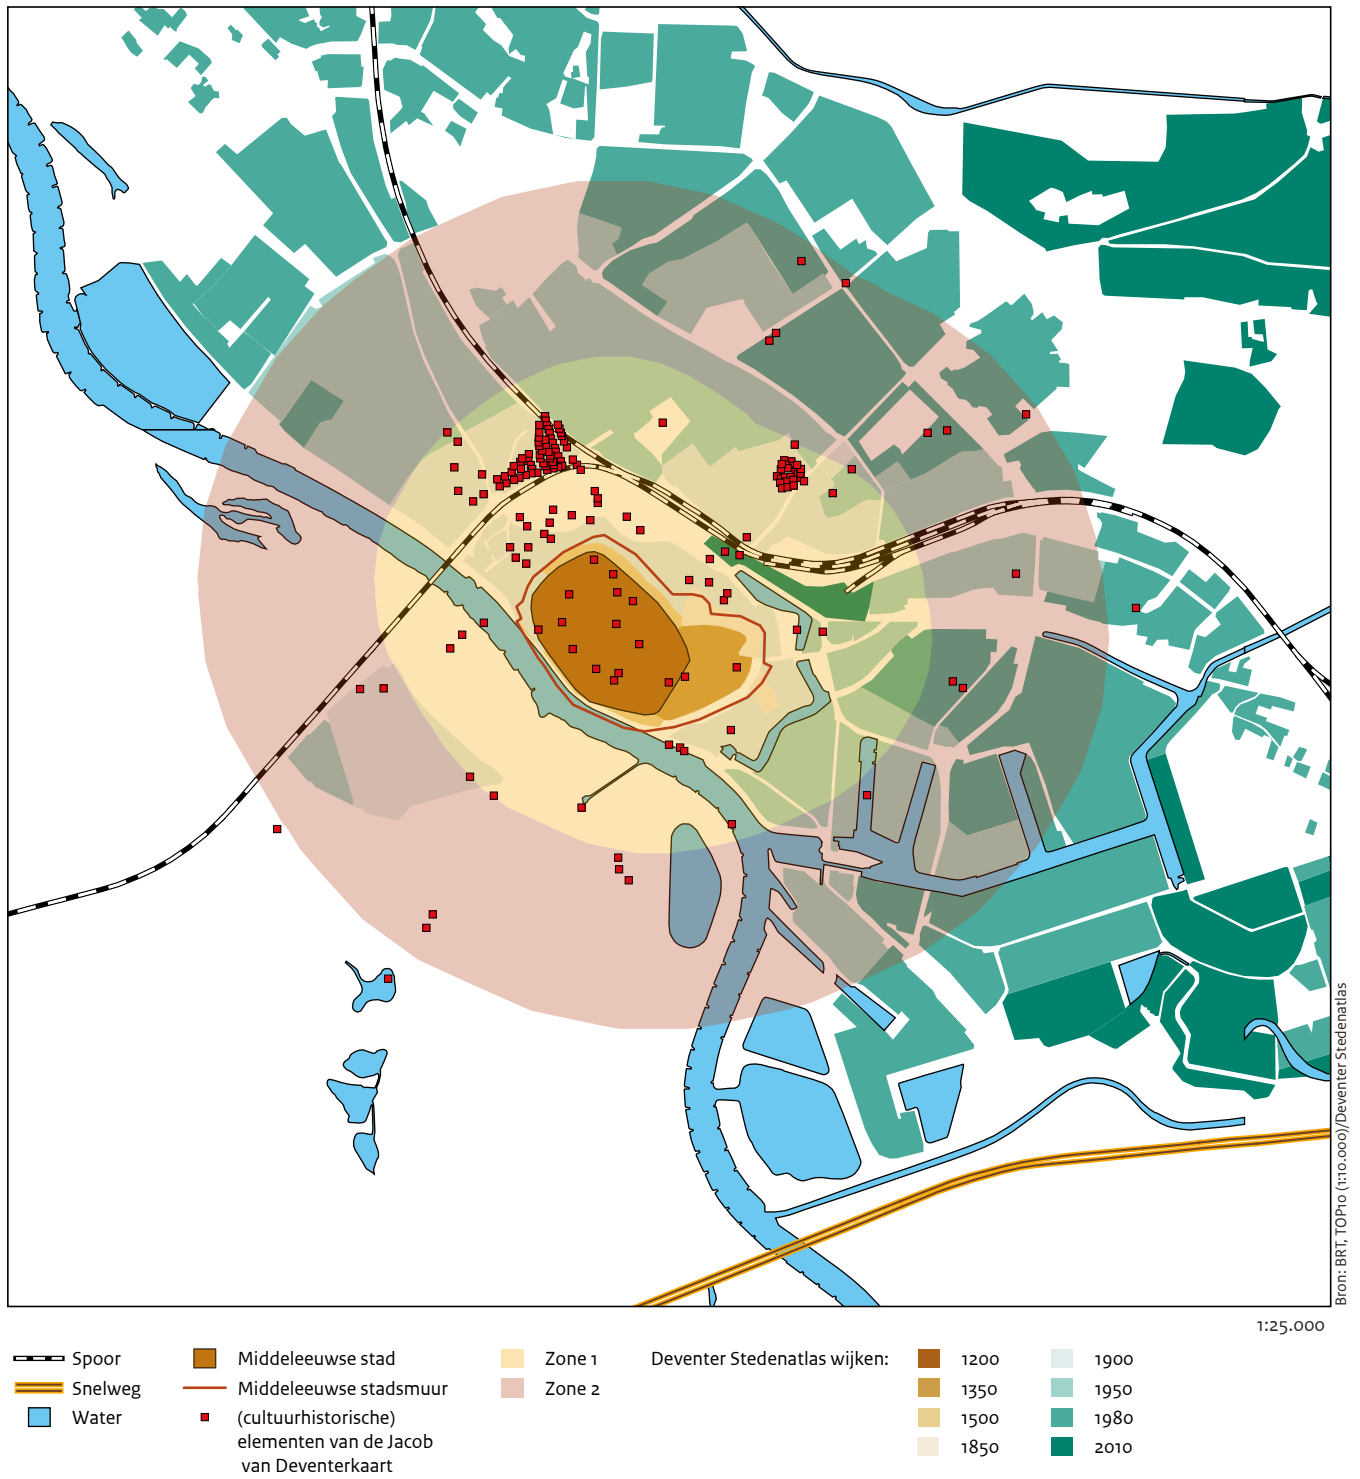 Bron: BRT, TOP10 (1:10.000)/Deventer Stedenatlas
1:25.000
Spoor
Snelweg
Water
Middeleeuwse stad
Middeleeuwse stadsmuur
(cultuurhistorische)
elementen van de Jacob
van Deventerkaart
Zone 1
Zone 2
Deventer Stedenatlas wijken:
1200
1350
1500
1850
1900
1950
1980
2010